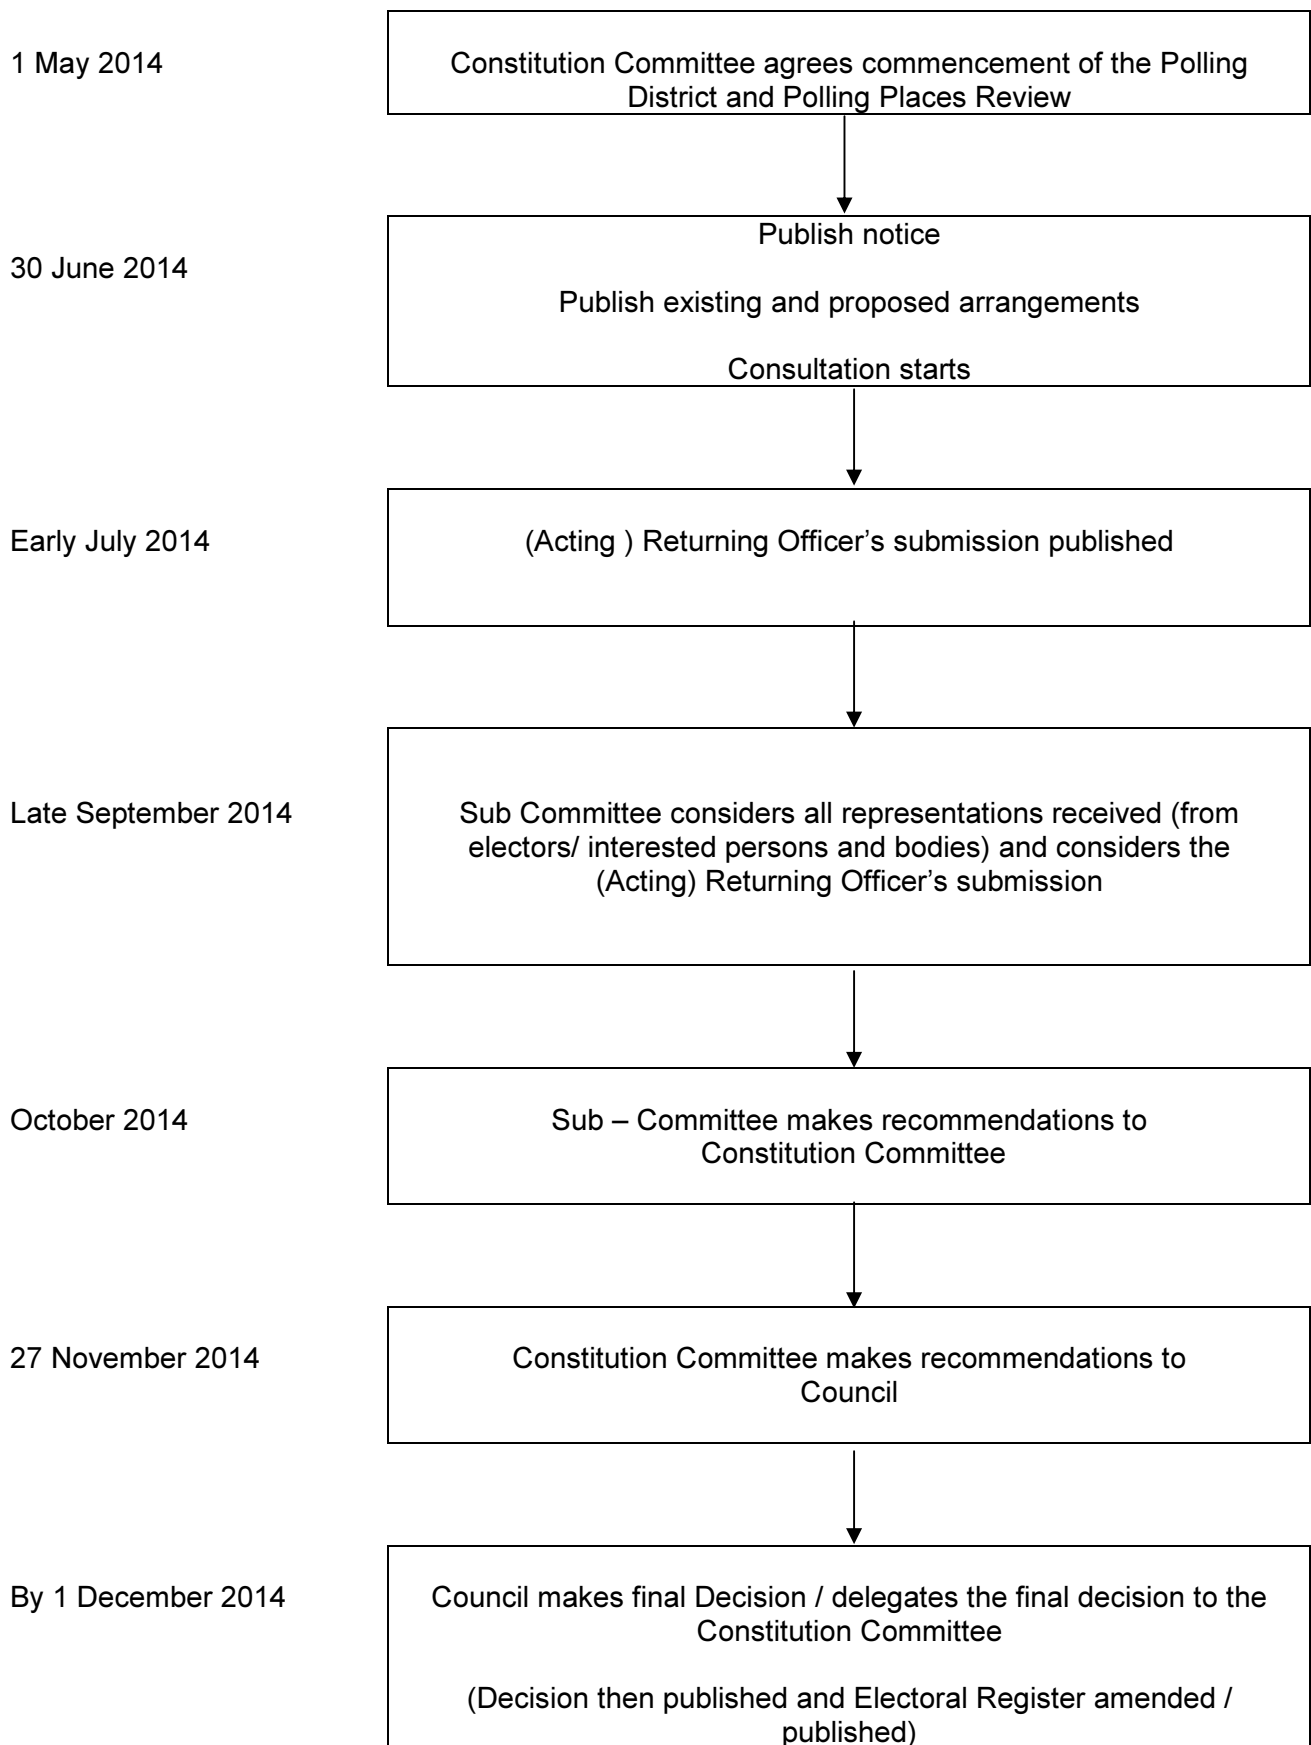 1 May 2014
Constitution Committee agrees commencement of the Polling
District and Polling Places Review
30 June 2014
Publish notice
Publish existing and proposed arrangements
Consultation starts
Early July 2014
(Acting ) Returning Officer’s submission published
Late September 2014
Sub Committee considers all representations received (from
electors/ interested persons and bodies) and considers the
(Acting) Returning Officer’s submission
October 2014
Sub – Committee makes recommendations to
Constitution Committee
27 November 2014
Constitution Committee makes recommendations to
Council
By 1 December 2014
Council makes final Decision / delegates the final decision to the
Constitution Committee
(Decision then published and Electoral Register amended /
published)